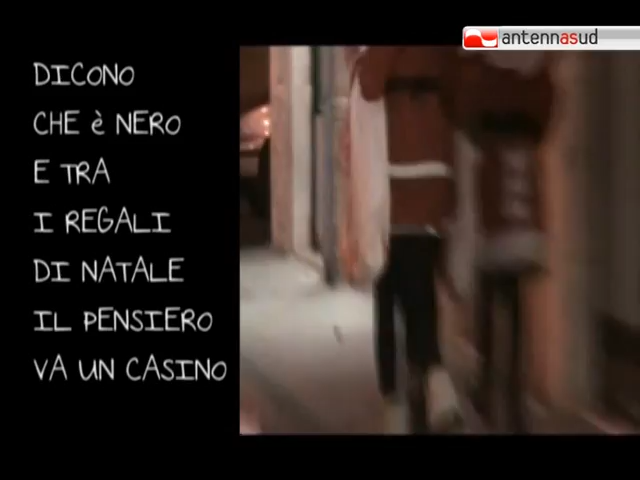 antennasud
DICONO
CHE è NERO
E TRA
I REGALI
DI NATALE
IL PENSIERO
VA UN CASINO